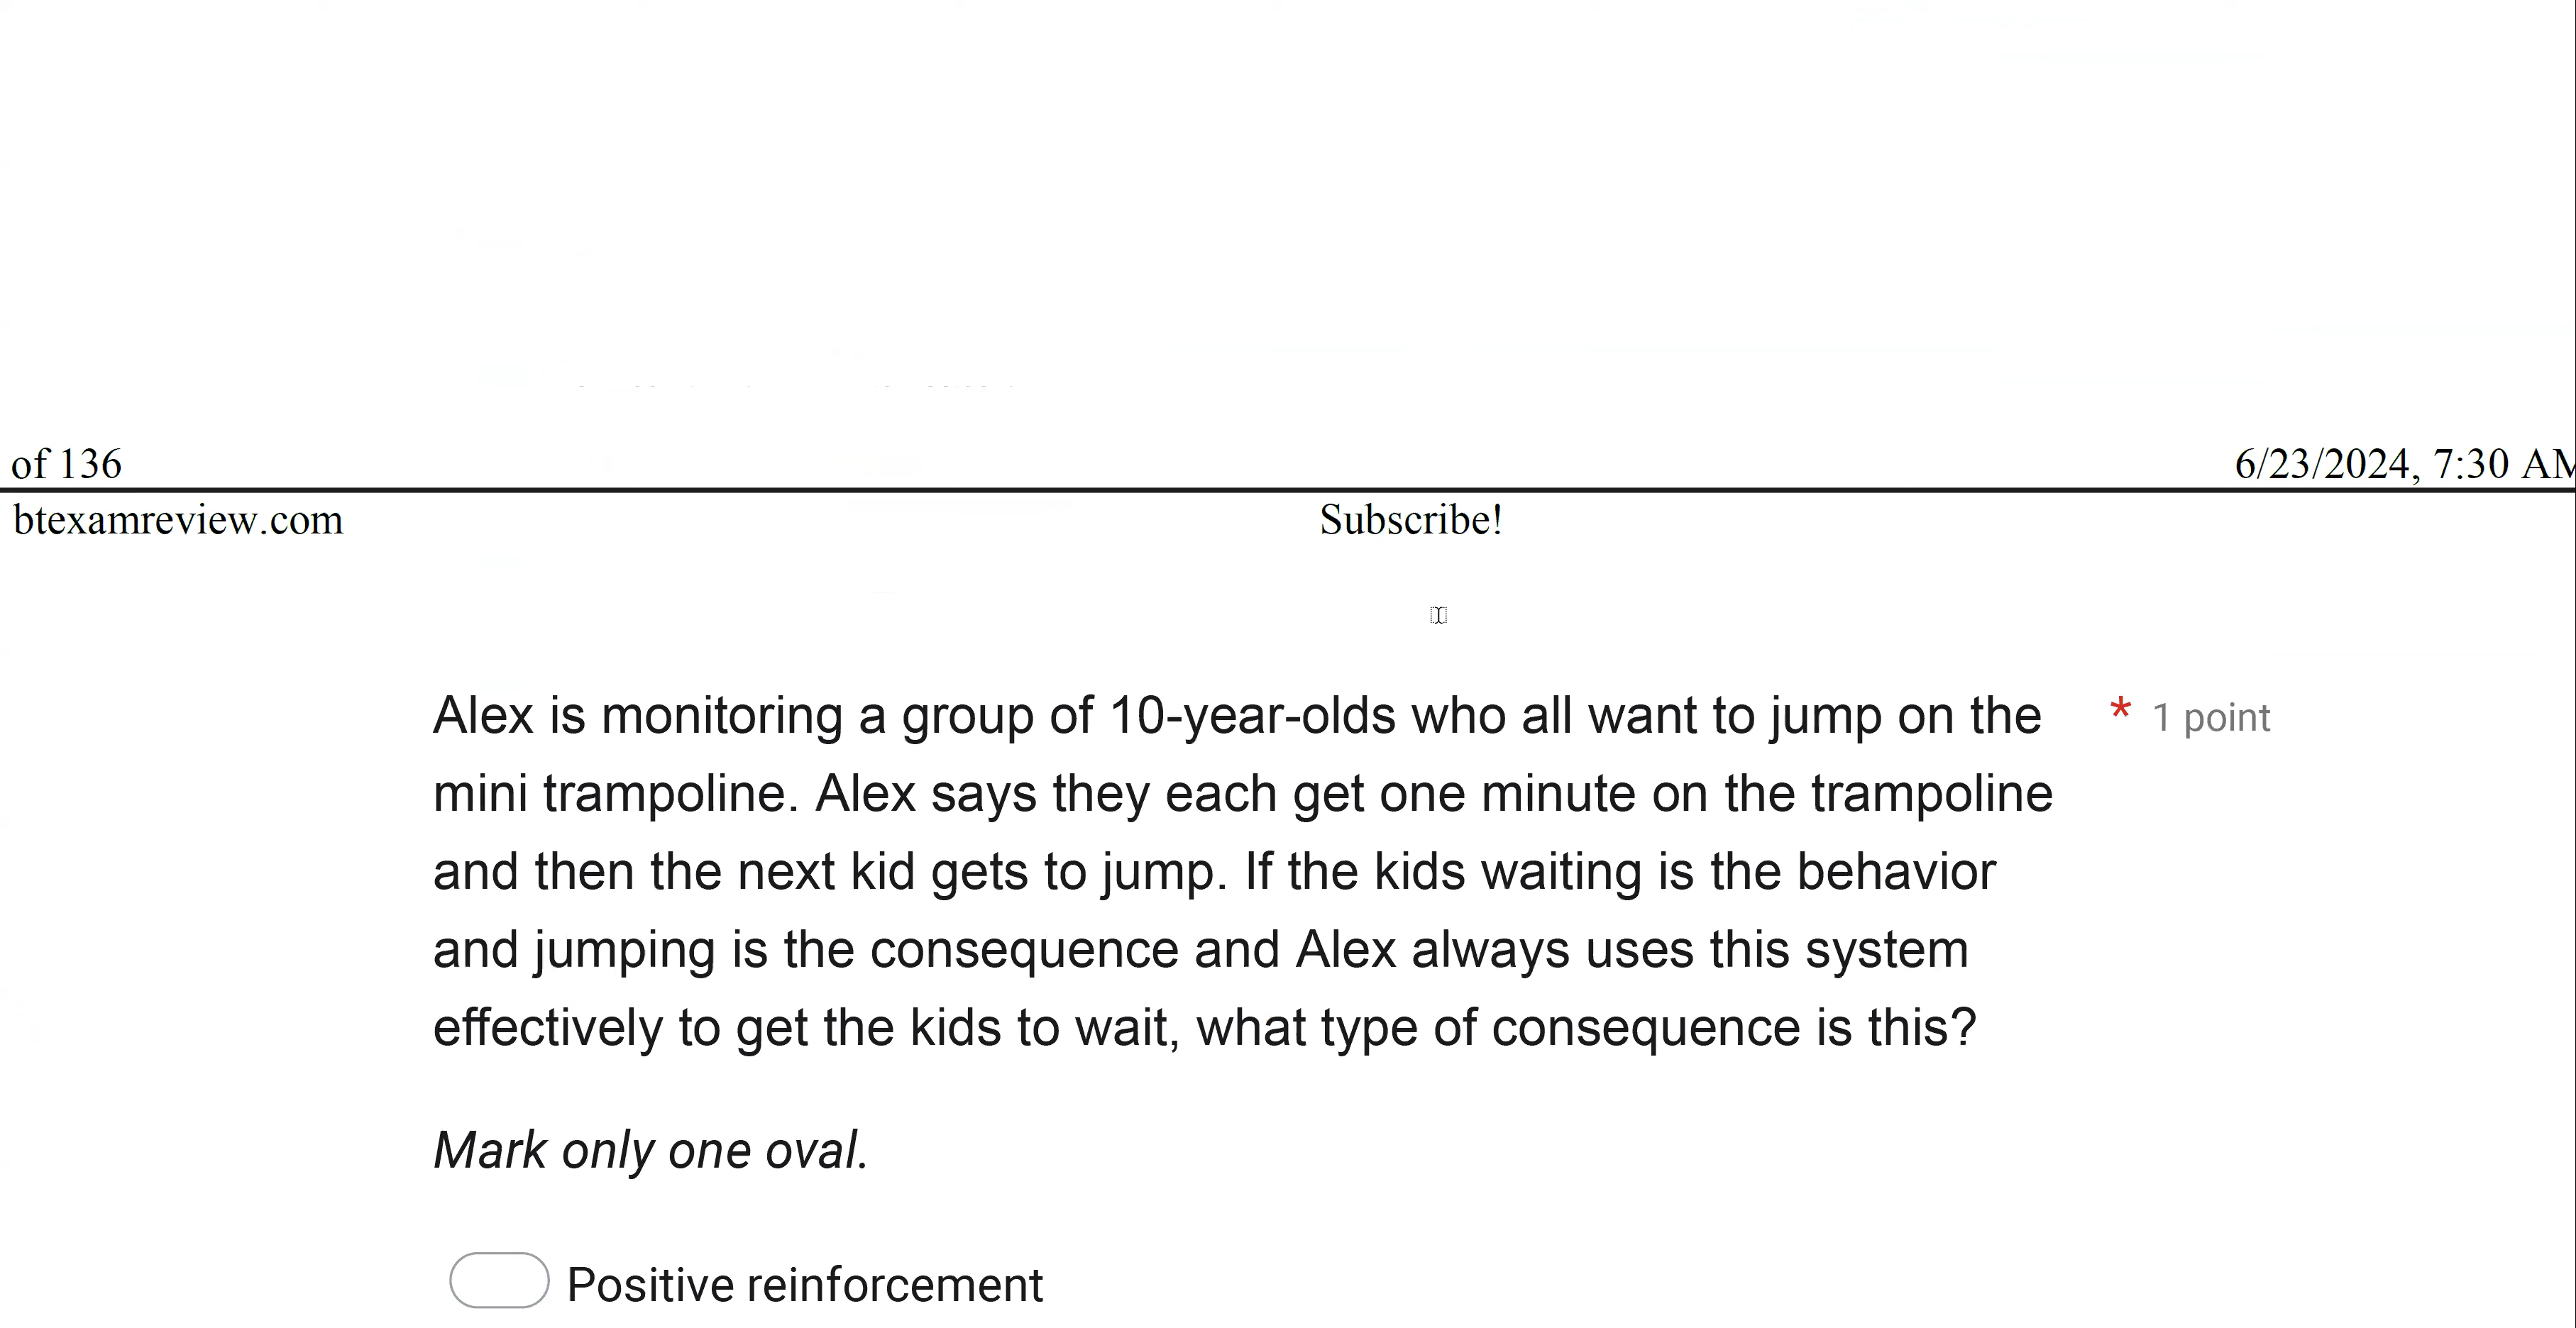 of 136
6/23/2024, 7:30 AM
btexamreview.com
Subscribe!
Alex is monitoring a group of 10-year-olds who all want to jump on the
* 1 point
mini trampoline. Alex says they each get one minute on the trampoline
and then the next kid gets to jump. If the kids waiting is the behavior
and jumping is the consequence and Alex always uses this system
effectively to get the kids to wait, what type of consequence is this?
Mark only one oval.
Positive reinforcement